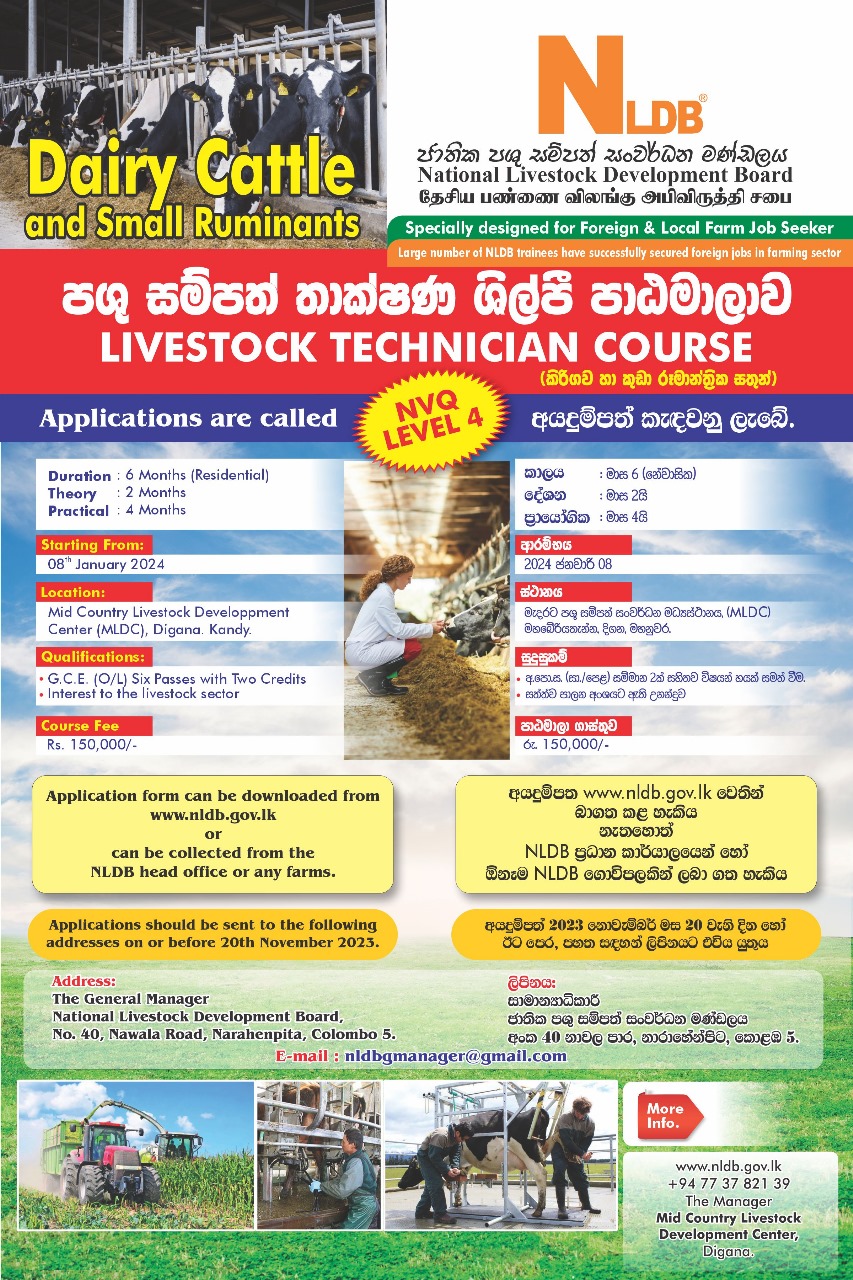 Dairy Cattle
and Small Ruminants
NLDB®
ජාතික පශු සම්පත් සංවර්ධන මණ්ඩලය
National Livestock Development Board
தேசிய பண்ணை விலங்கு அபிவிருத்தி சபை
Specially designed for Foreign & Local Farm Job Seeker
Large number of NLDB trainees have successfully secured foreign jobs in farming sector
පශු සම්පත් තාක්ෂණ ශිල්පී පාඨමාලාව
LIVESTOCK TECHNICIAN COURSE
(කිරිගව හා කුඩා රූමාන්ත්‍රික සතුන්)
Applications are called
NVQ
LEVEL 4
අයදුම්පත් කැඳවනු ලැබේ.
Duration : 6 Months (Residential)
Theory : 2 Months
Practical : 4 Months
Starting From:
08th January 2024
Location:
Mid Country Livestock Developpment
Center (MLDC), Digana. Kandy.
Qualifications:
• G.C.E. (O/L) Six Passes with Two Credits
• Interest to the livestock sector
Course Fee
Rs. 150,000/-
කාලය : මාස 6 (නේවාසික)
දේශන : මාස 2යි
ප්‍රායෝගික : මාස 4යි
ආරම්භය
2024 ජනවාරි 08
ස්ථානය
මැදරට පශු සම්පත් සංවර්ධන මධ්‍යස්ථානය, (MLDC)
මහබේරියතැන්න, දිගන, මහනුවර.
සුදුසුකම්
• අ.පො.ස. (සා./පෙළ) සම්මාන 2ක් සහිතව විෂයන් හයක් සමත් වීම.
• සත්ත්ව පාලන අංශයට ඇති උනන්දුව
පාඨමාලා ගාස්තුව
රු. 150,000/-
Application form can be downloaded from
www.nldb.gov.lk
or
can be collected from the
NLDB head office or any farms.
අයදුම්පත www.nldb.gov.lk වෙතින්
බාගත කළ හැකිය
නැතහොත්
NLDB ප්‍රධාන කාර්යාලයෙන් හෝ
ඕනෑම NLDB ගොවිපලකින් ලබා ගත හැකිය
Applications should be sent to the following
addresses on or before 20th November 2023.
අයදුම්පත් 2023 නොවැම්බර් මස 20 වැනි දින හෝ
ඊට පෙර, පහත සඳහන් ලිපිනයට එවිය යුතුය
Address:
The General Manager
National Livestock Development Board,
No. 40, Nawala Road, Narahenpita, Colombo 5.
ලිපිනය:
සාමාන්‍යාධිකාරී
ජාතික පශු සම්පත් සංවර්ධන මණ්ඩලය
අංක 40 නාවල පාර, නාරාහේන්පිට, කොළඹ 5.
E-mail : nldbgmanager@gmail.com
More
Info.
www.nldb.gov.lk
+94 77 37 821 39
The Manager
Mid Country Livestock
Development Center,
Digana.